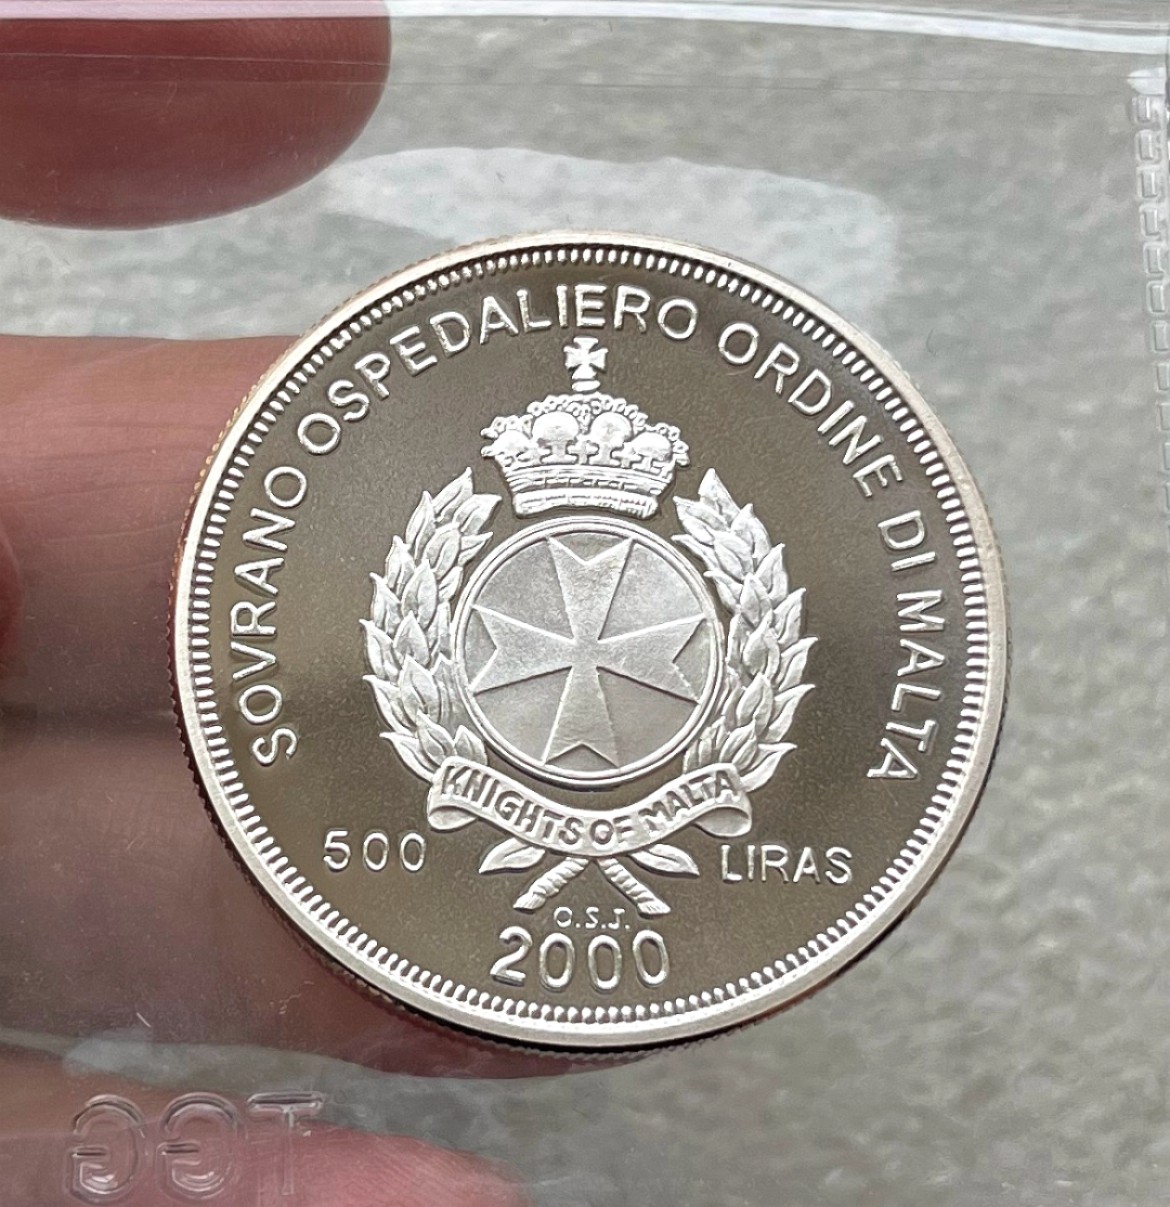 SOVRANO OSPEDALIERO ORDINE DI MALTA
KNIGHTS OF MALTA
500 LIRAS
O.S.J.
2000